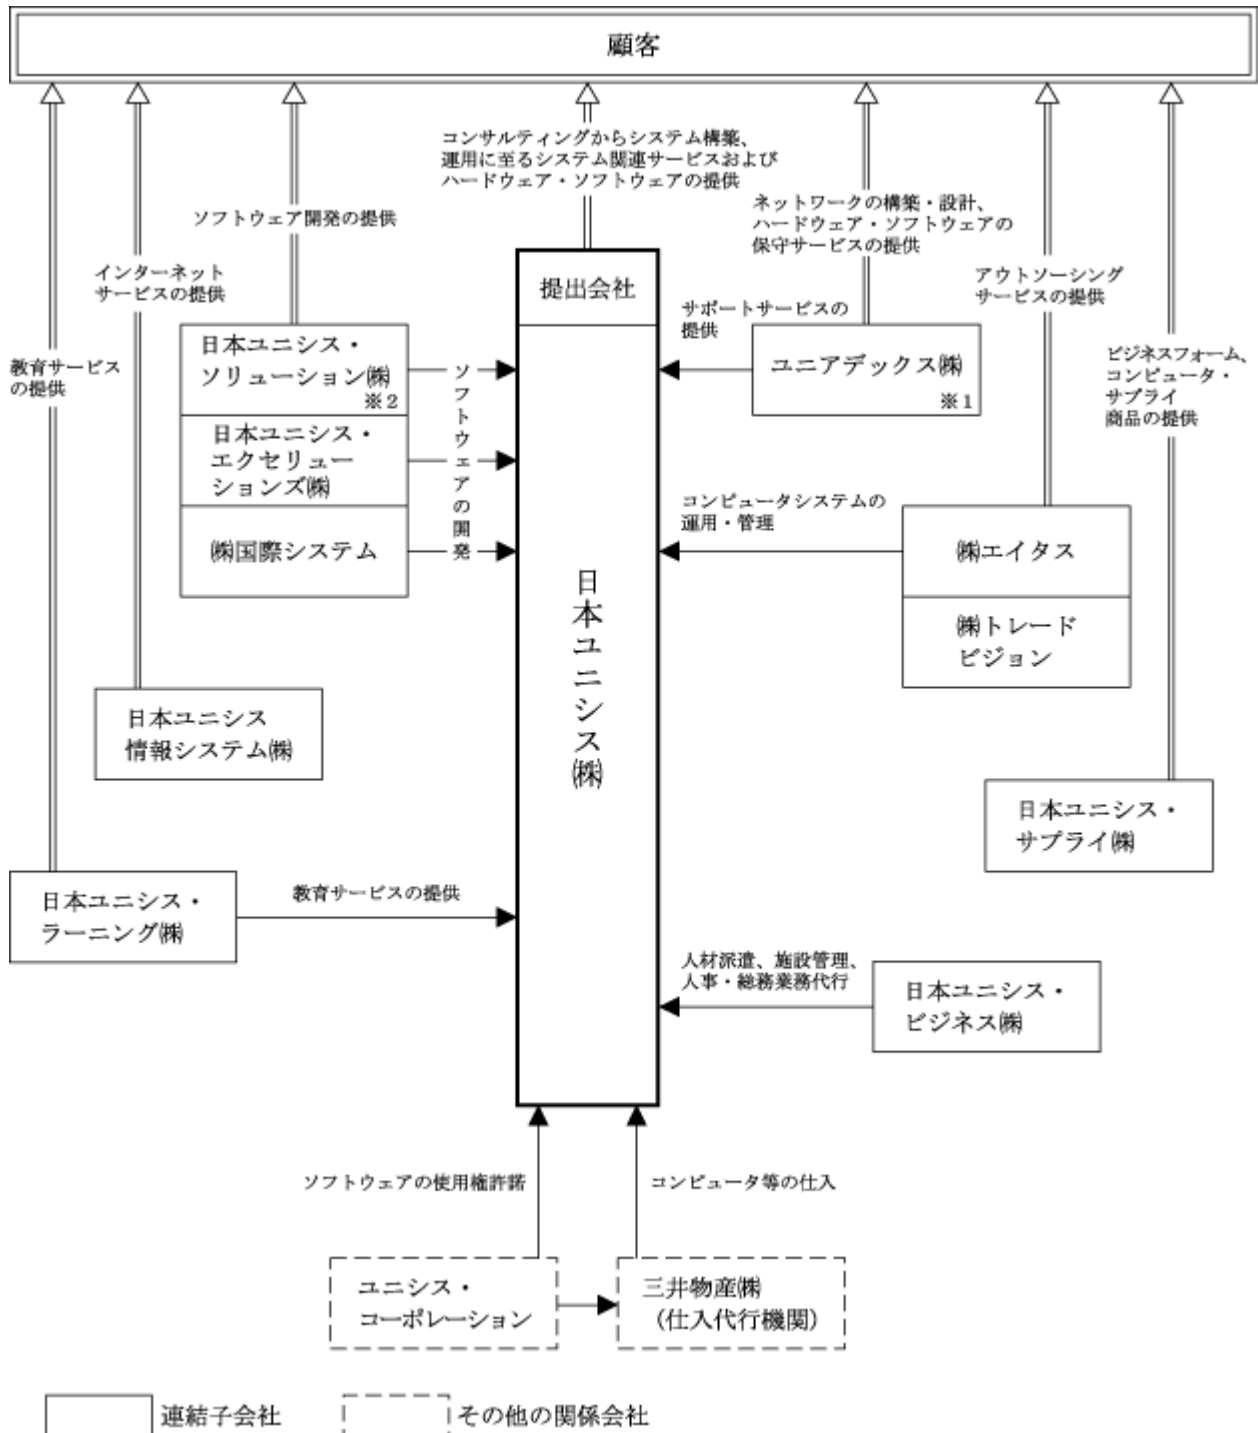 顧客
コンサルティングからシステム構築、
運用に至るシステム関連サービスおよび
ハードウェア・ソフトウェアの提供
ソフトウェア開発の提供
ネットワークの構築・設計、
ハードウェア・ソフトウェアの
保守サービスの提供
インターネット
サービスの提供
アウトソーシング
サービスの提供
教育サービス
の提供
ビジネスフォーム、
コンピュータ・
サプライ
商品の提供
提出会社
日本ユニシス㈱
日本ユニシス・
ソリューション㈱
※2
日本ユニシス・
エクセリュー
ションズ㈱
㈱国際システム
ソフトウェアの開発
サポートサービスの
提供
ユニアデックス㈱
※1
コンピュータシステムの
運用・管理
㈱エイタス
㈱トレード
ビジョン
日本ユニシス
情報システム㈱
日本ユニシス・
サプライ㈱
日本ユニシス・
ラーニング㈱
教育サービスの提供
人材派遣、施設管理、
人事・総務業務代行
日本ユニシス・
ビジネス㈱
ソフトウェアの使用権許諾
コンピュータ等の仕入
ユニシス・
コーポレーション
三井物産㈱
（仕入代行機関）
連結子会社
その他の関係会社